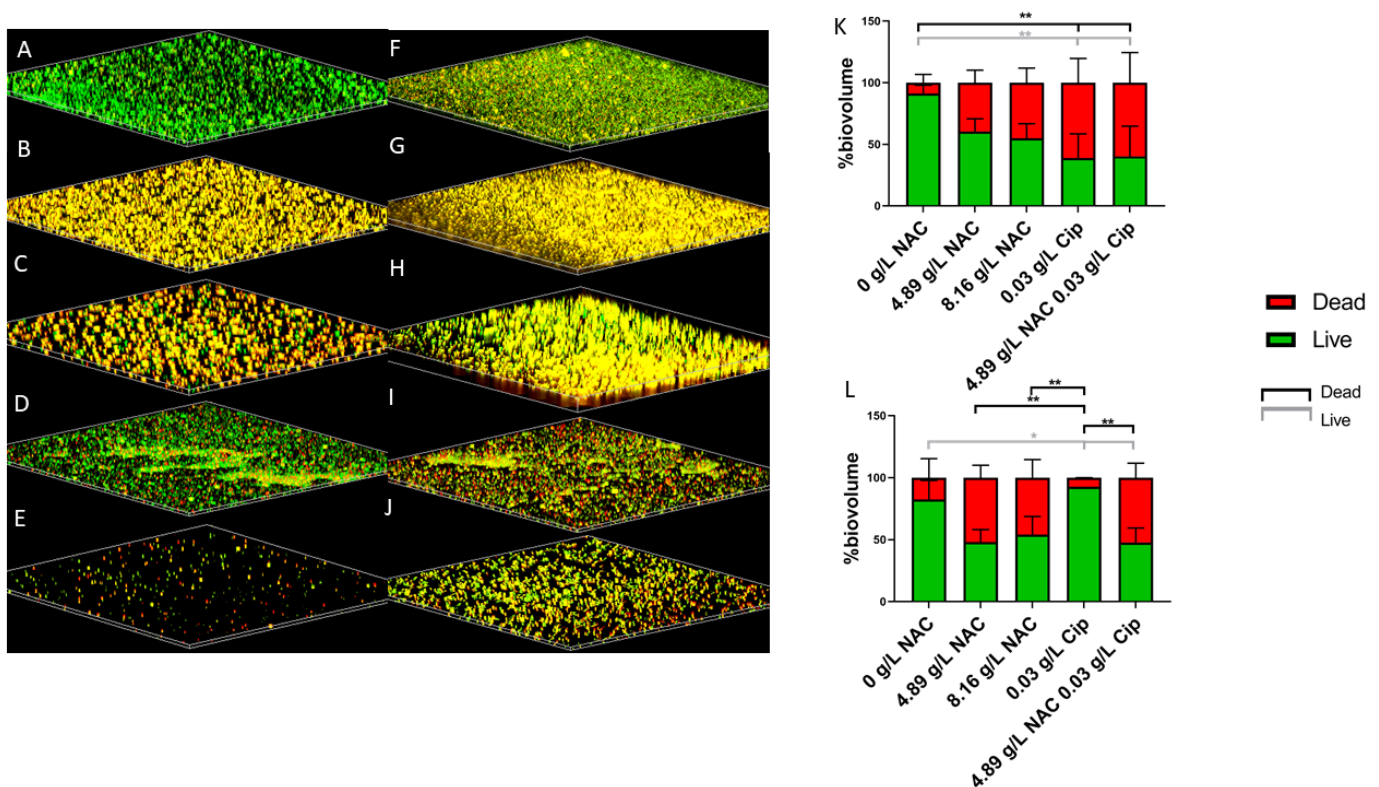 A
B
C
D
E
F
G
H
I
J
K
**
**
150
100
50
0
%biovolume
0 g/L NAC
4.89 g/L NAC
8.16 g/L NAC
0.03 g/L Cip
4.89 g/L NAC 0.03 g/L Cip
L
**
**
**
*
150
100
50
0
%biovolume
0 g/L NAC
4.89 g/L NAC
8.16 g/L NAC
0.03 g/L Cip
4.89 g/L NAC 0.03 g/L Cip
Dead
Live
Dead
Live